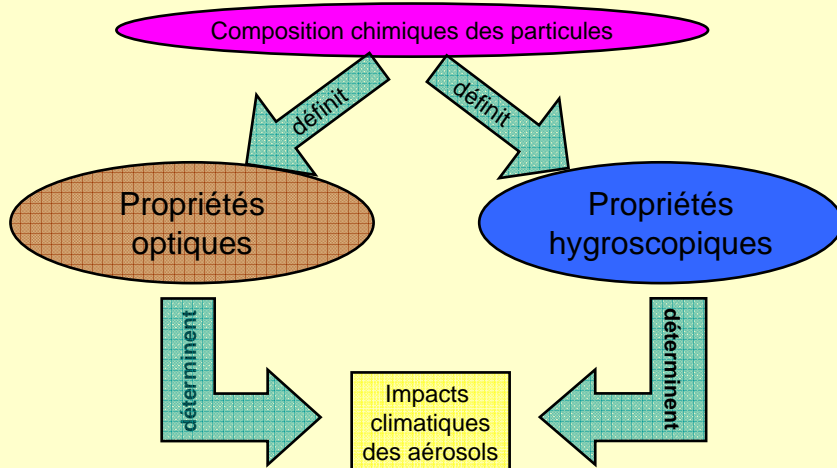 Composition chimiques des particules
définit
définit
Propriétés
optiques
Propriétés
hygroscopiques
déterminent
déterminent
Impacts
climatiques
des aérosols